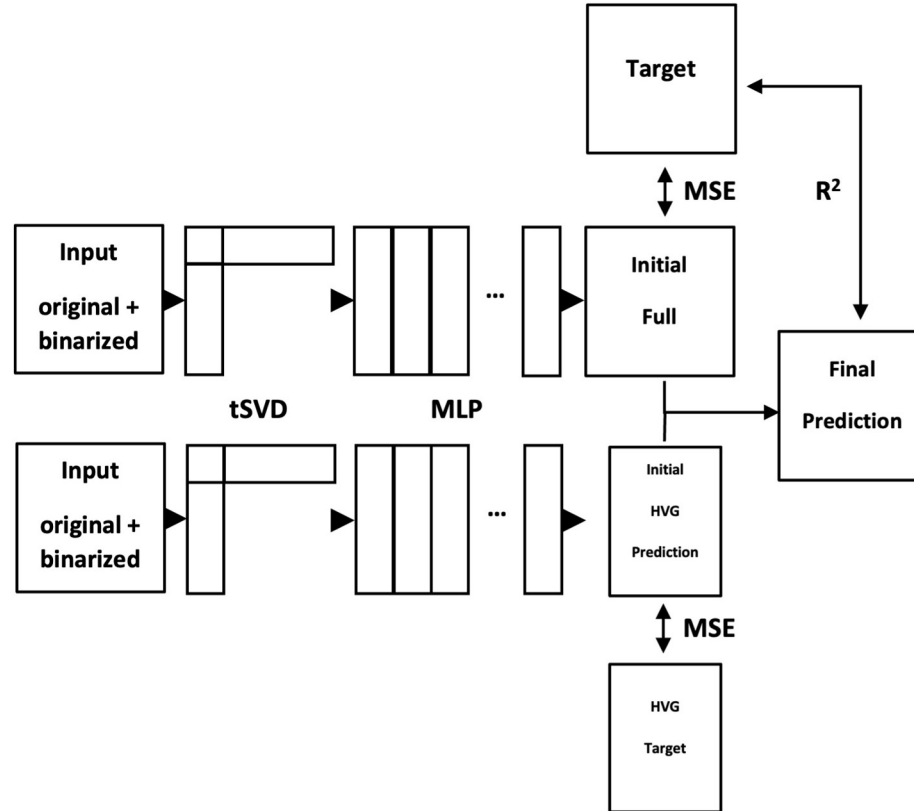 Target
MSE
R²
Input
original +
binarized
...
Initial
Full
tSVD
MLP
Final
Prediction
Input
original +
binarized
...
Initial
HVG
Prediction
MSE
HVG
Target